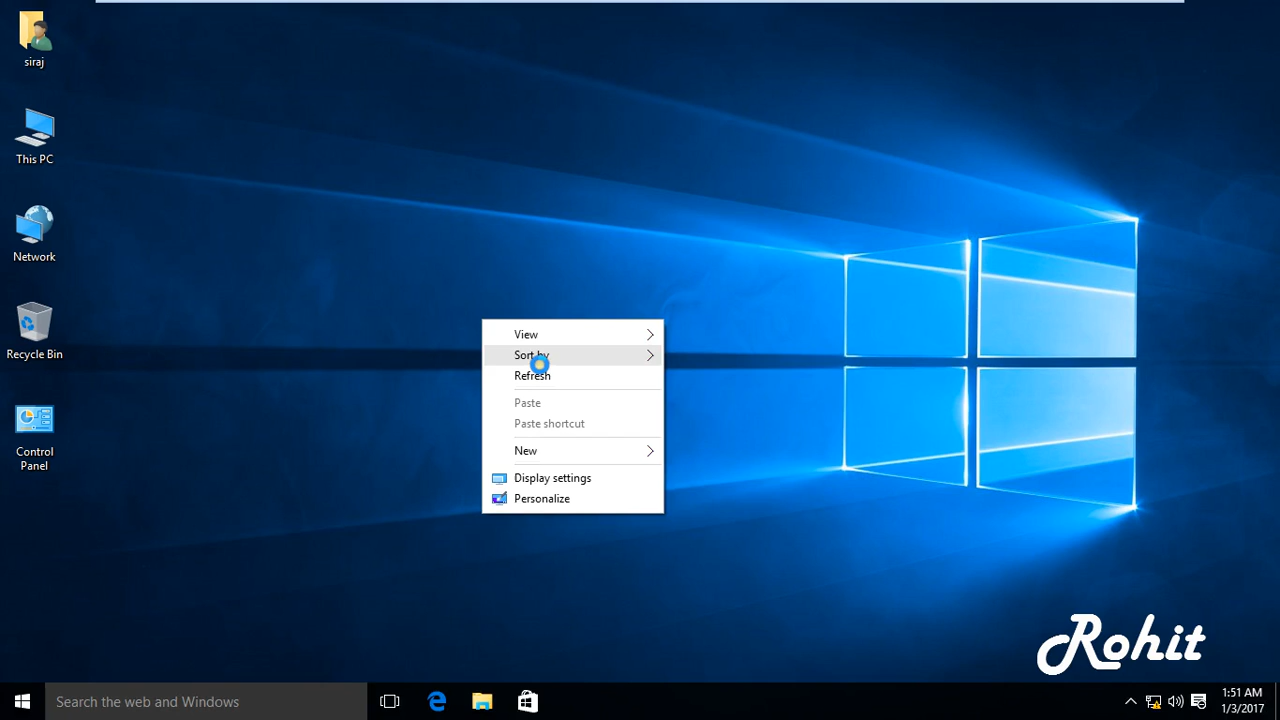 siraj
This PC
Network
Recycle Bin
Control
Panel
View
Sort by
Refresh
Paste
Paste shortcut
New
Display settings
Personalize
Rohit
Search the web and Windows
1:51 AM
1/3/2017